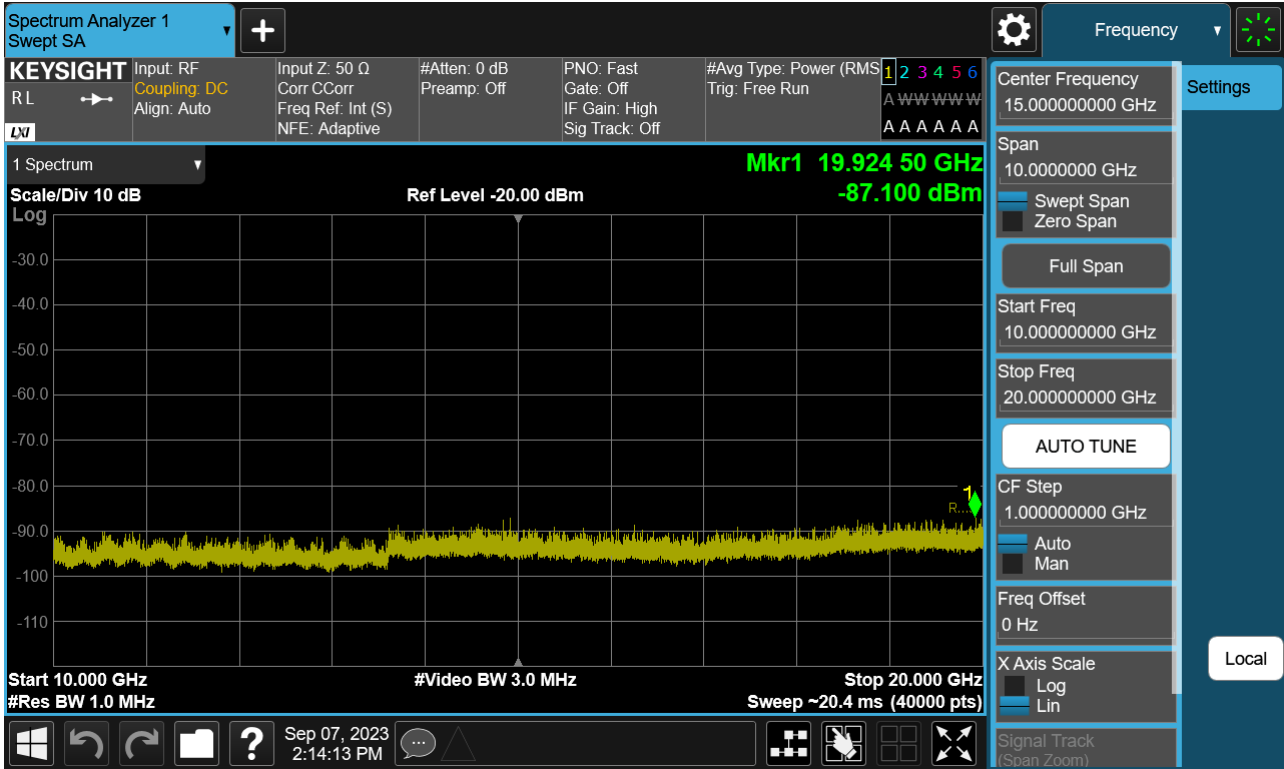 Spectrum Analyzer 1
Swept SA
Frequency
KEYSIGHT
R L
LXI
Input: RF
Coupling: DC
Align: Auto
Input Z: 50 Ω
Corr CCorr
Freq Ref: Int (S)
NFE: Adaptive
#Atten: 0 dB
Preamp: Off
PNO: Fast
Gate: Off
IF Gain: High
Sig Track: Off
#Avg Type: Power (RMS
Trig: Free Run
1 2 3 4 5 6
A W W W W W
A A A A A A
1 Spectrum
Mkr1 19.924 50 GHz
-87.100 dBm
Scale/Div 10 dB
Ref Level -20.00 dBm
Log
-30.0
-40.0
-50.0
-60.0
-70.0
-80.0
-90.0
-100
-110
1
R...
Start 10.000 GHz
#Video BW 3.0 MHz
Stop 20.000 GHz
#Res BW 1.0 MHz
Sweep ~20.4 ms (40000 pts)
Sep 07, 2023
2:14:13 PM
Center Frequency
15.000000000 GHz
Settings
Span
10.0000000 GHz
Swept Span
Zero Span
Full Span
Start Freq
10.000000000 GHz
Stop Freq
20.000000000 GHz
AUTO TUNE
CF Step
1.000000000 GHz
Auto
Man
Freq Offset
0 Hz
X Axis Scale
Log
Lin
Local
Signal Track
(Span Zoom)